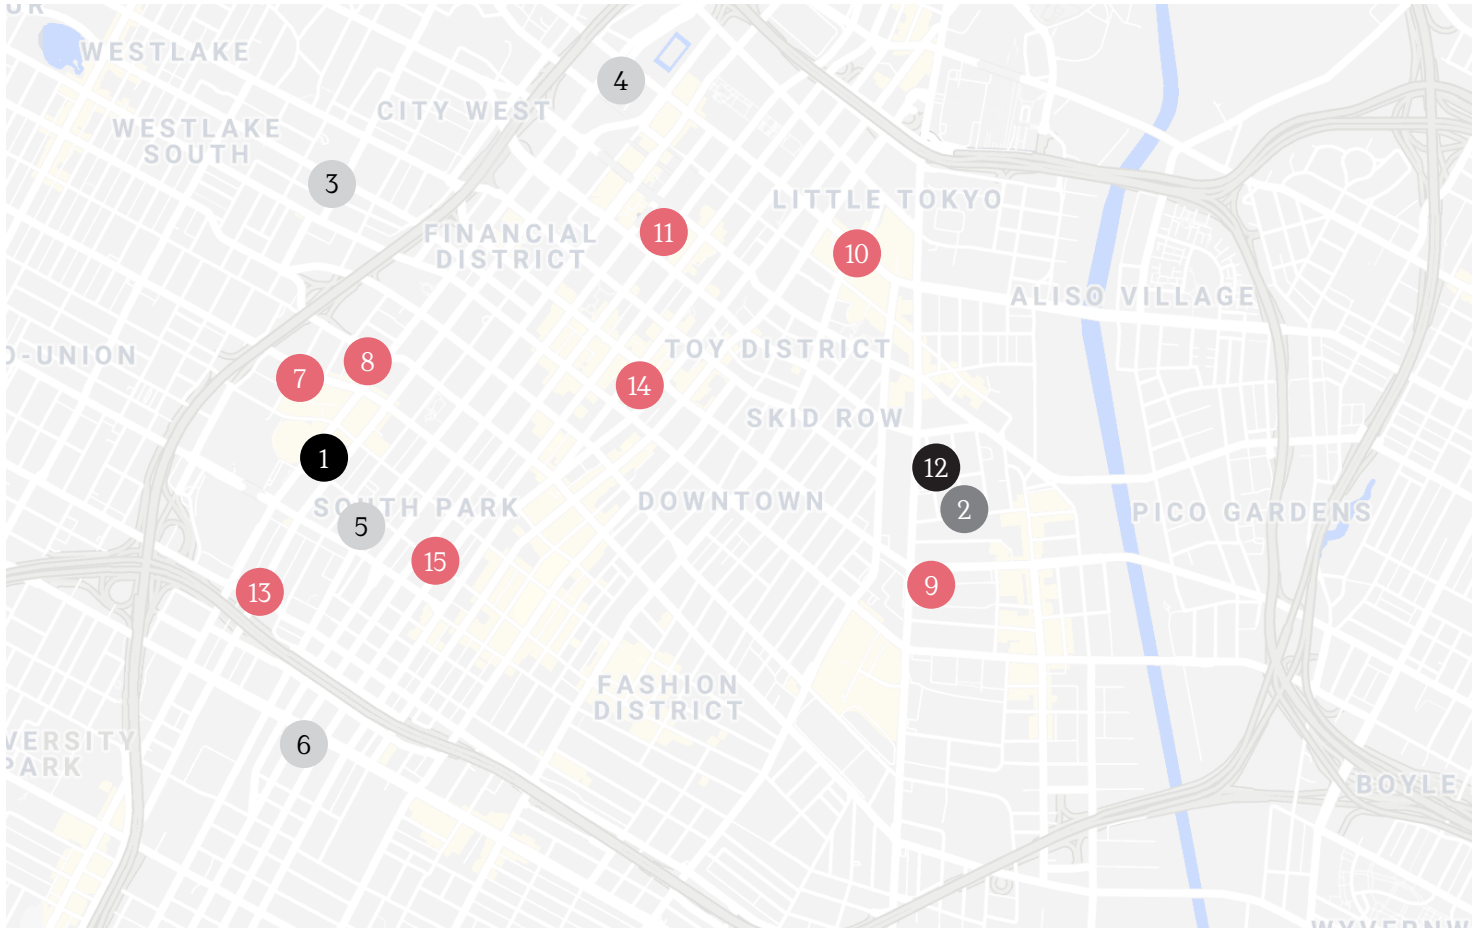 WESTLAKE
4
CITY WEST
WESTLAKE
SOUTH
3
LITTLE TOKYO
11
FINANCIAL
DISTRICT
10
ALISO VILLAGE
O-UNION
TOY DISTRICT
8
7
14
SKID ROW
1
12
SOUTH PARK
DOWNTOWN
2
PICO GARDENS
5
15
9
13
FASHION
DISTRICT
6
VERSITY
PARK
BOYLE